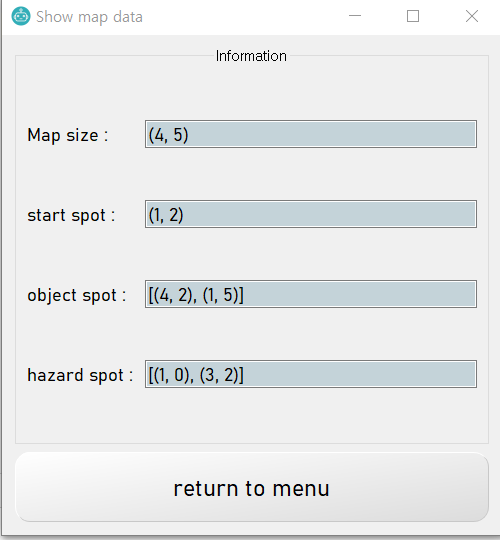 Show map data
Information
Map size : (4, 5)
start spot : (1, 2)
object spot : [(4, 2), (1, 5)]
hazard spot : [(1, 0), (3, 2)]
return to menu